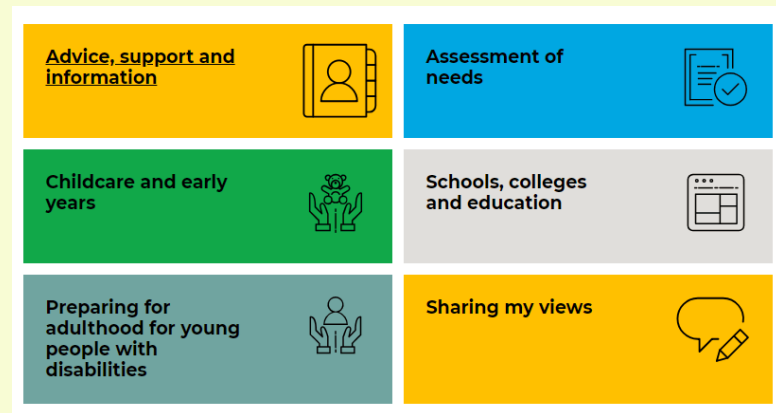 Advice, support and
information
Assessment of
needs
Childcare and early
years
Schools, colleges
and education
Preparing for
adulthood for young
people with
disabilities
Sharing my views